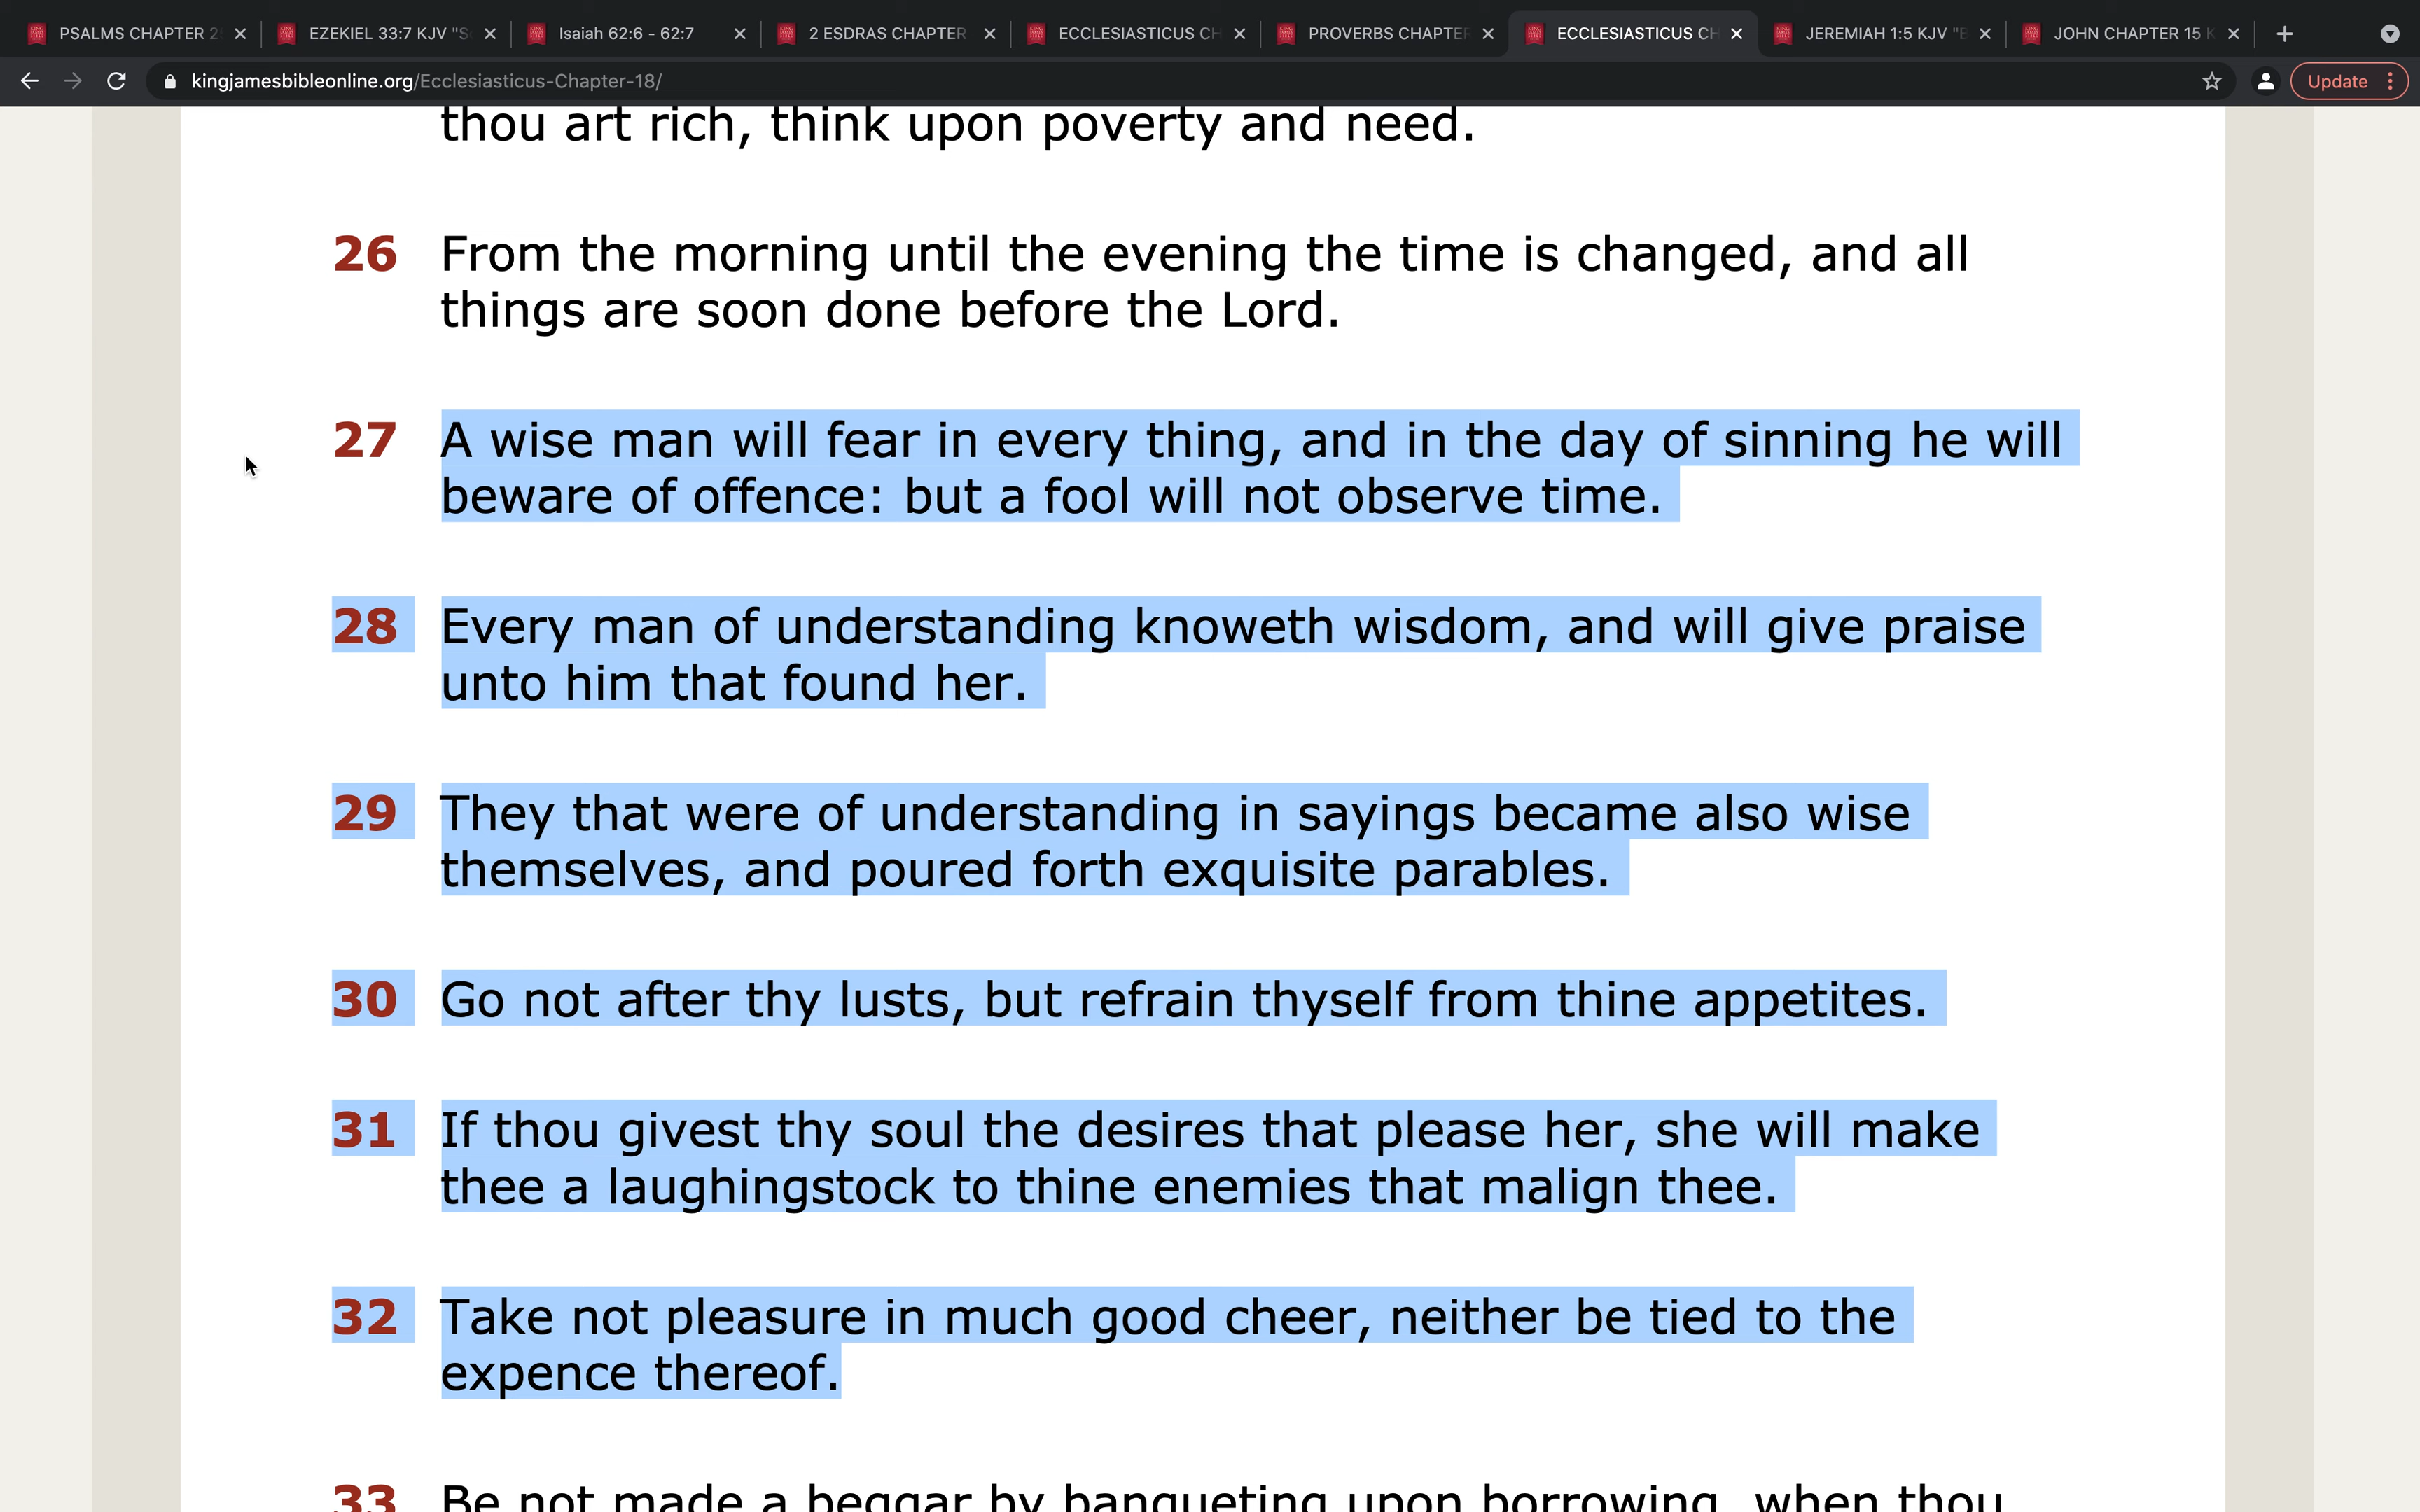 PSALMS CHAPTER 2
EZEKIEL 33:7 KJV "S
Isaiah 62:6 - 62:7
2 ESDRAS CHAPTER
ECCLESIASTICUS CH
PROVERBS CHAPTER
ECCLESIASTICUS CH
JEREMIAH 1:5 KJV "B
JOHN CHAPTER 15 K
kingjamesbibleonline.org/Ecclesiasticus-Chapter-18/
Update
thou art rich, think upon poverty and need.
26 From the morning until the evening the time is changed, and all
things are soon done before the Lord.
27 A wise man will fear in every thing, and in the day of sinning he will
beware of offence: but a fool will not observe time.
28 Every man of understanding knoweth wisdom, and will give praise
unto him that found her.
29 They that were of understanding in sayings became also wise
themselves, and poured forth exquisite parables.
30 Go not after thy lusts, but refrain thyself from thine appetites.
31 If thou givest thy soul the desires that please her, she will make
thee a laughingstock to thine enemies that malign thee.
32 Take not pleasure in much good cheer, neither be tied to the
expence thereof.
33 Be not made a beggar by banqueting upon borrowing, when thou